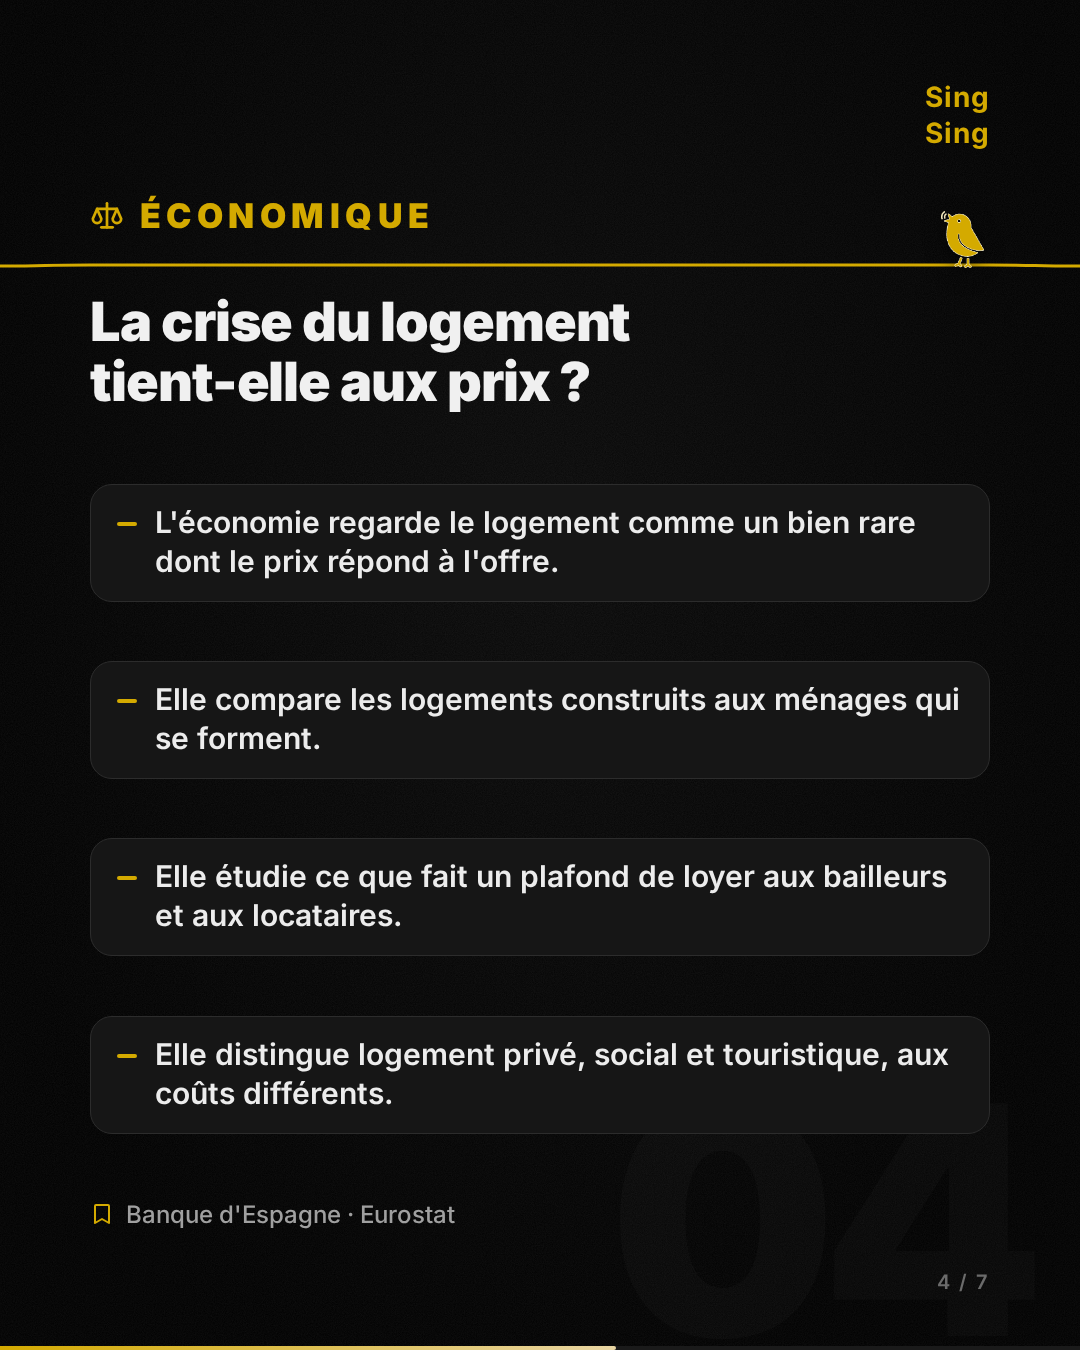 Sing
Sing
ÉCONOMIQUE
La crise du logement
tient-elle aux prix ?
L'économie regarde le logement comme un bien rare
dont le prix répond à l'offre.
Elle compare les logements construits aux ménages qui
se forment.
Elle étudie ce que fait un plafond de loyer aux bailleurs
et aux locataires.
Elle distingue logement privé, social et touristique, aux
coûts différents.
04
Banque d'Espagne · Eurostat
4 / 7